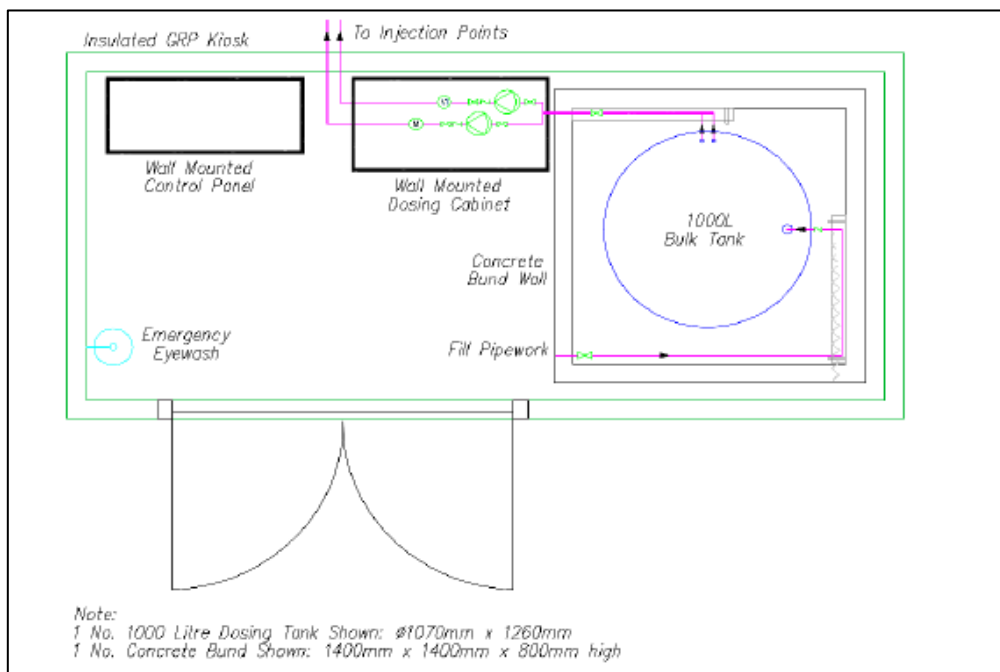 Insulated GRP Kiosk
To Injection Points
M
Wall Mounted
Control Panel
Wall Mounted
Dosing Cabinet
1000L
Bulk Tank
Concrete
Bund Wall
Emergency
Eyewash
Fill Pipework
Note:
1 No. 1000 Litre Dosing Tank Shown: Ø1070mm x 1260mm
1 No. Concrete Bund Shown: 1400mm x 1400mm x 800mm high